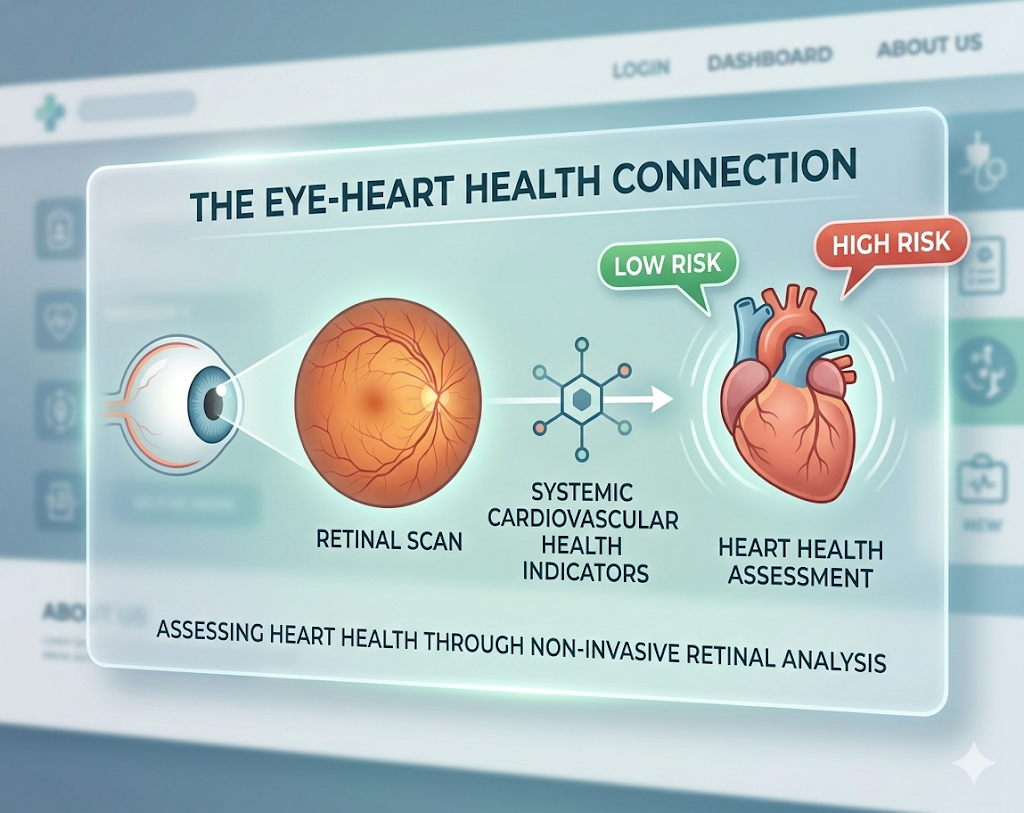 LOGIN DASHBOARD ABOUT US
THE EYE-HEART HEALTH CONNECTION
LOW RISK
HIGH RISK
RETINAL SCAN
SYSTEMIC
CARDIOVASCULAR
HEALTH
INDICATORS
HEART HEALTH
ASSESSMENT
NEW
ASSESSING HEART HEALTH THROUGH NON-INVASIVE RETINAL ANALYSIS
ABOUT US